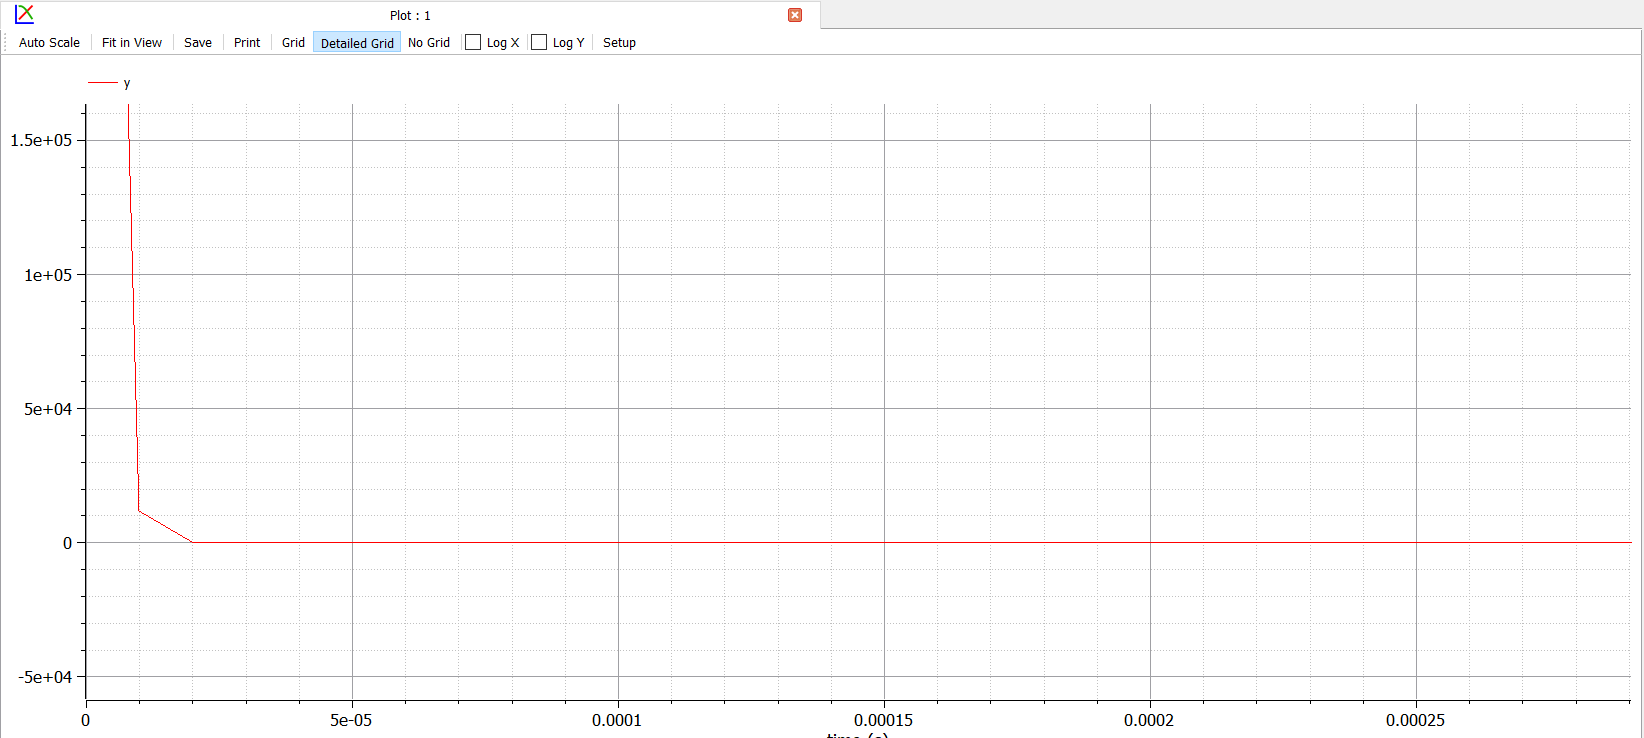 Plot : 1
Auto Scale Fit in View Save Print Grid Detailed Grid No Grid Log X Log Y Setup
y
1.5e+05
1e+05
5e+04
0
-5e+04
0 5e-05 0.0001 0.00015 0.0002 0.00025
time (s)